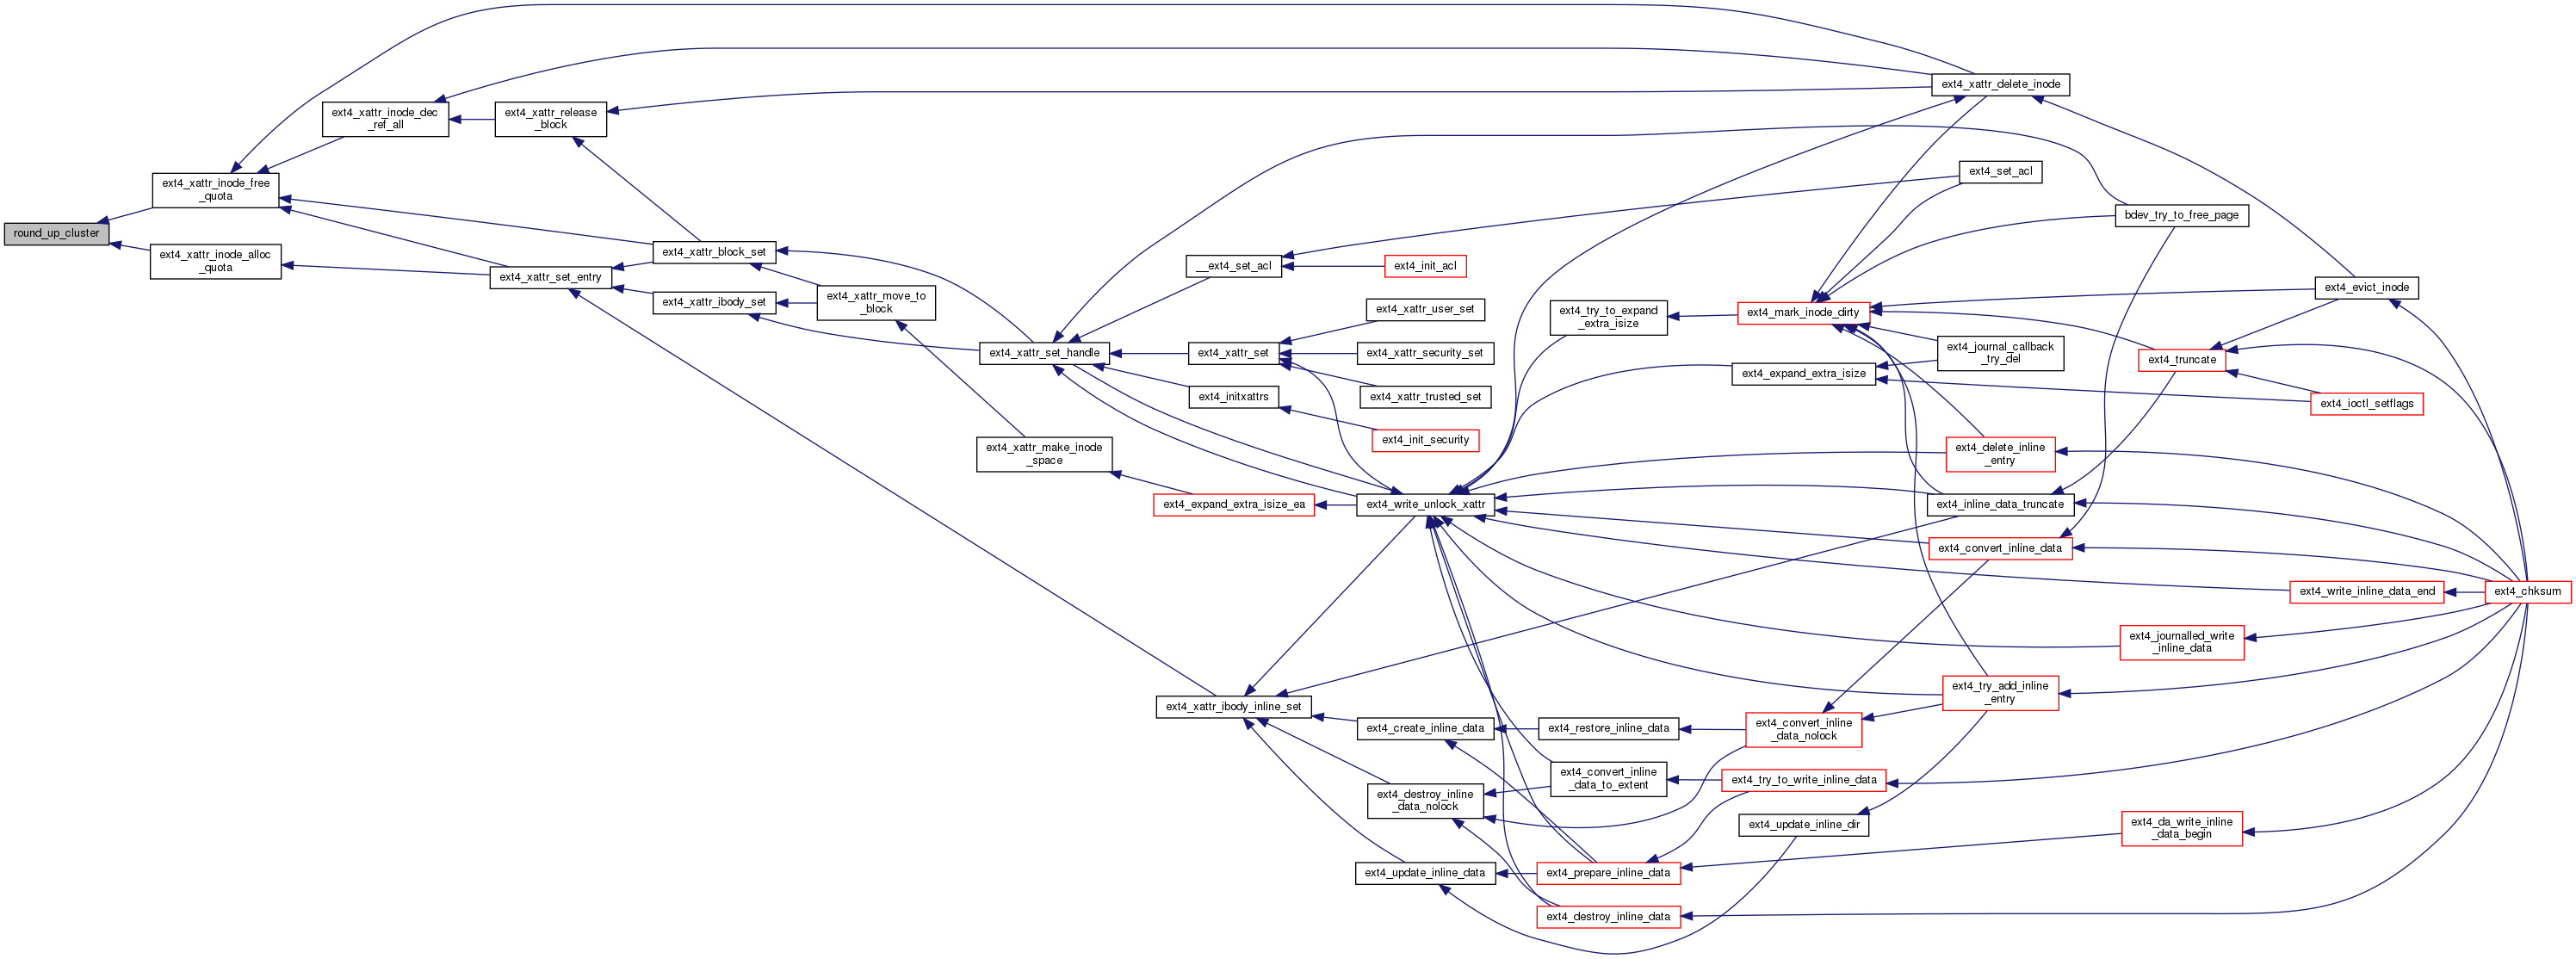 round_up_cluster
ext4_xattr_inode_free
_quota
ext4_xattr_inode_alloc
_quota
ext4_xattr_inode_dec
_ref_all
ext4_xattr_release
_block
ext4_xattr_set_entry
ext4_xattr_block_set
ext4_xattr_ibody_set
ext4_xattr_move_to
_block
ext4_xattr_set_handle
ext4_xattr_make_inode
_space
__ext4_set_acl
ext4_xattr_set
ext4_initxattrs
ext4_expand_extra_isize_ea
ext4_xattr_ibody_inline_set
ext4_init_acl
ext4_xattr_user_set
ext4_xattr_security_set
ext4_xattr_trusted_set
ext4_init_security
ext4_write_unlock_xattr
ext4_create_inline_data
ext4_destroy_inline
_data_nolock
ext4_update_inline_data
ext4_try_to_expand
_extra_isize
ext4_restore_inline_data
ext4_convert_inline
_data_to_extent
ext4_prepare_inline_data
ext4_destroy_inline_data
ext4_mark_inode_dirty
ext4_expand_extra_isize
ext4_convert_inline
_data_nolock
ext4_try_to_write_inline_data
ext4_update_inline_dir
ext4_xattr_delete_inode
ext4_set_acl
ext4_journal_callback
_try_del
ext4_delete_inline
_entry
ext4_inline_data_truncate
ext4_convert_inline_data
ext4_try_add_inline
_entry
bdev_try_to_free_page
ext4_truncate
ext4_journalled_write
_inline_data
ext4_da_write_inline
_data_begin
ext4_evict_inode
ext4_ioctl_setflags
ext4_write_inline_data_end
ext4_chksum